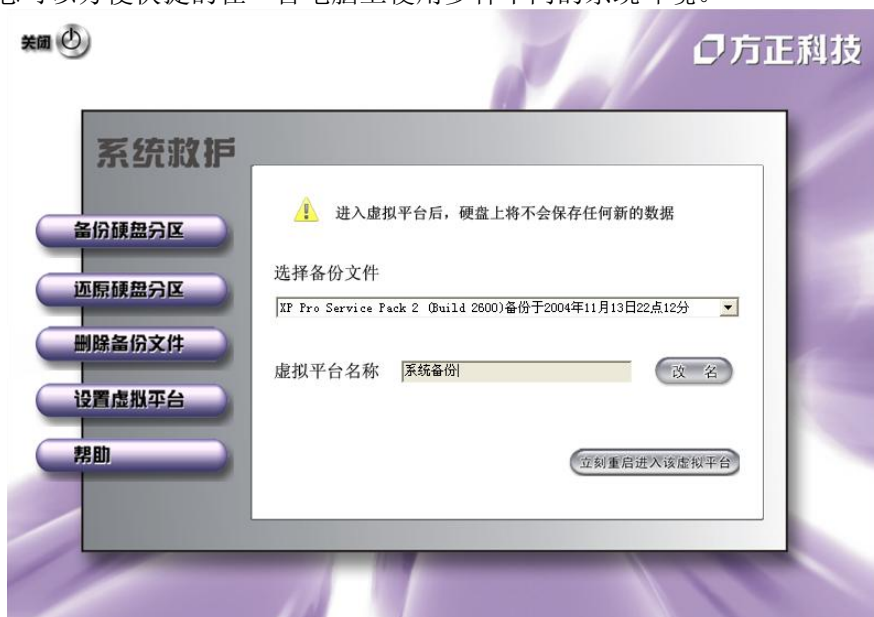 关闭
方正科技
系统救护
进入虚拟平台后，硬盘上将不会保存任何新的数据
备份硬盘分区
选择备份文件
还原硬盘分区
XP Pro Service Pack 2 (Build 2600)备份于2004年11月13日22点12分
删除备份文件
虚拟平台名称 系统备份 改 名
设置虚拟平台
帮助
立刻重启进入该虚拟平台